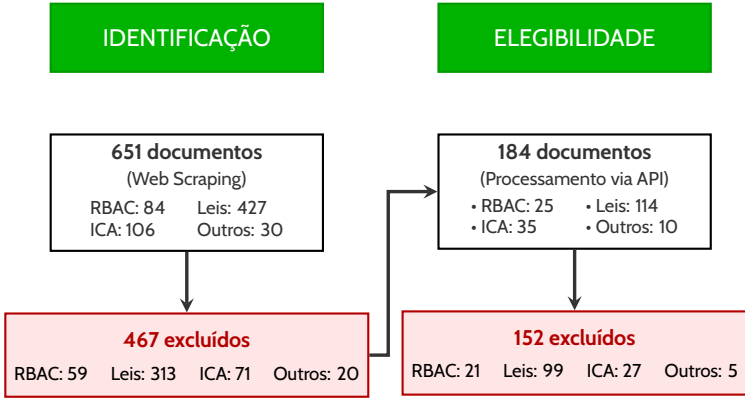 IDENTIFICAÇÃO
651 documentos
(Web Scraping)
RBAC: 84 Leis: 427
ICA: 106 Outros: 30
467 excluídos
RBAC: 59 Leis: 313 ICA: 71 Outros: 20
ELEGIBILIDADE
184 documentos
(Processamento via API)
• RBAC: 25 • Leis: 114
• ICA: 35 • Outros: 10
152 excluídos
RBAC: 21 Leis: 99 ICA: 27 Outros: 5